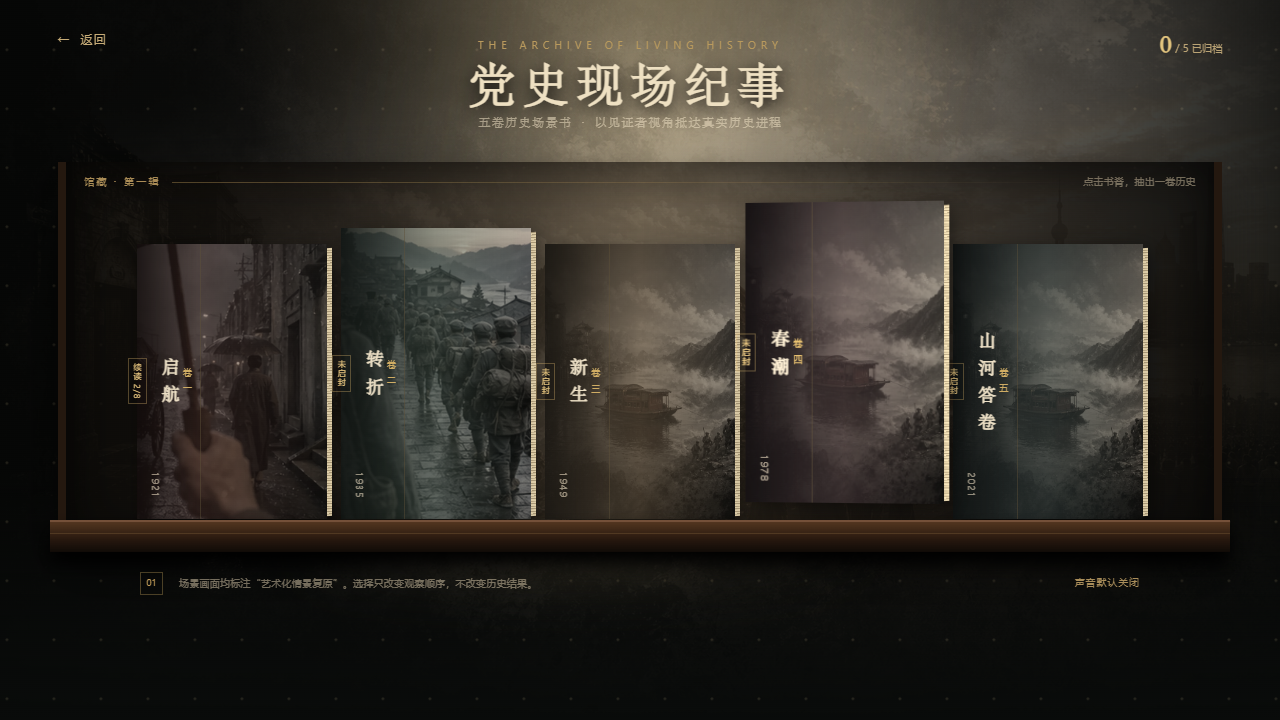 ← 返回
THE ARCHIVE OF LIVING HISTORY
0 / 5 已归档
党史现场纪事
五卷历史场景书 · 以见证者视角抵达真实历史进程
馆藏 · 第一辑
点击书脊，抽出一卷历史
续读 2/8
启航
卷一
1921
未启封
转折
卷二
1935
未启封
新生
卷三
1949
未启封
春潮
卷四
1978
未启封
山河答卷
卷五
2021
01
场景画面均标注“艺术化情景复原”。选择只改变观察顺序，不改变历史结果。
声音默认关闭